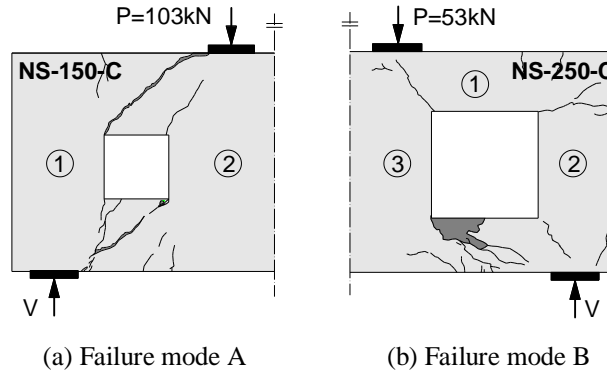 P=103kN
NS-150-C
1
2
V
(a) Failure mode A
P=53kN
NS-250-C
1
3
2
V
(b) Failure mode B